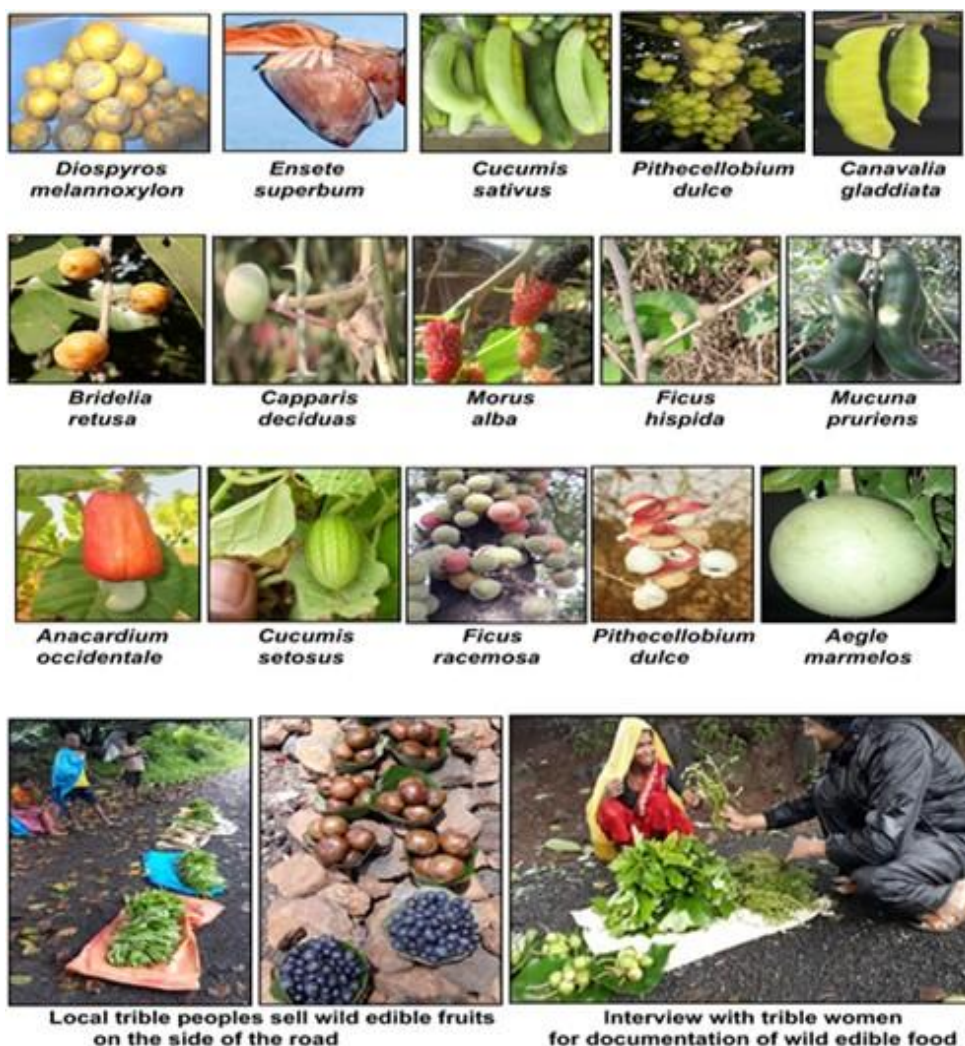 Diospyros
melannoxylon
Ensete
superbum
Cucumis
sativus
Pithecellobium
dulce
Canavalia
gladdiata
Bridelia
retusa
Capparis
deciduas
Morus
alba
Ficus
hispida
Mucuna
pruriens
Anacardium
occidentale
Cucumis
setosus
Ficus
racemosa
Pithecellobium
dulce
Aegle
marmelos
Local trible peoples sell wild edible fruits
on the side of the road
Interview with trible women
for documentation of wild edible food